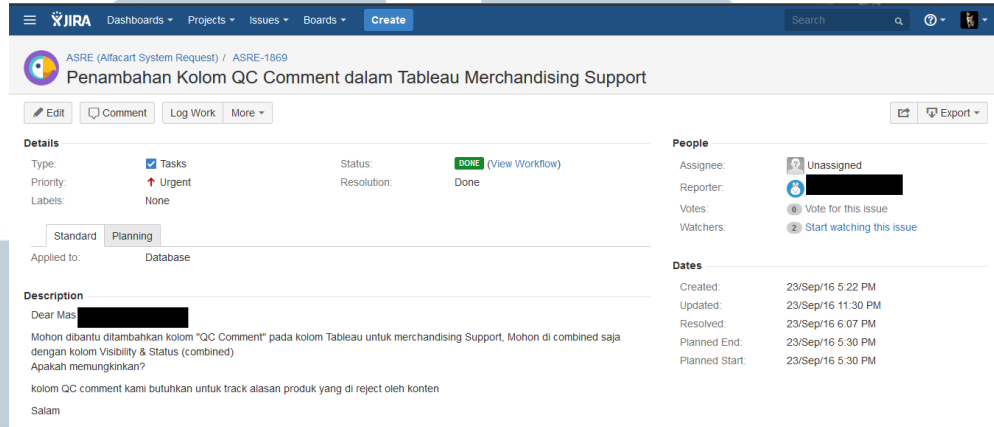 JIRA Dashboards Projects Issues Boards Create Search
ASRE (Alfacart System Request) / ASRE-1869
Penambahan Kolom QC Comment dalam Tableau Merchandising Support
Edit Comment Log Work More Export
Details
Type: Tasks Status: DONE (View Workflow)
Priority: Urgent Resolution: Done
Labels: None
Standard Planning
Applied to: Database
Description
Dear Mas
Mohon dibantu ditambahkan kolom "QC Comment" pada kolom Tableau untuk merchandising Support, Mohon di combined saja
dengan kolom Visibility & Status (combined)
Apakah memungkinkan?
kolom QC comment kami butuhkan untuk track alasan produk yang di reject oleh konten
Salam
People
Assignee: Unassigned
Reporter:
Votes: 0 Vote for this issue
Watchers: 2 Start watching this issue
Dates
Created: 23/Sep/16 5:22 PM
Updated: 23/Sep/16 11:30 PM
Resolved: 23/Sep/16 6:07 PM
Planned End: 23/Sep/16 5:30 PM
Planned Start: 23/Sep/16 5:30 PM